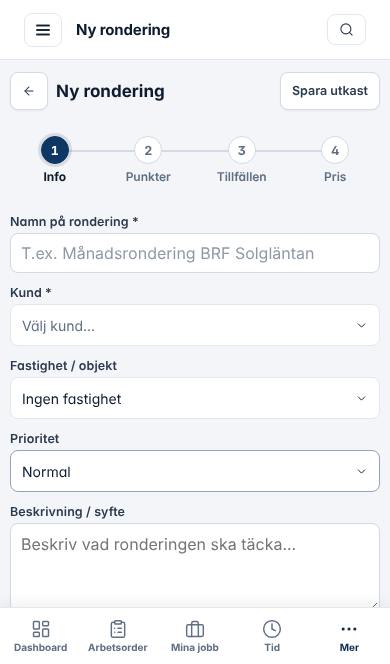 Ny rondering
Ny rondering
Spara utkast
1
2
3
4
Info
Punkter
Tillfällen
Pris
Namn på rondering *
T.ex. Månadsrondering BRF Solgläntan
Kund *
Välj kund...
Fastighet / objekt
Ingen fastighet
Prioritet
Normal
Beskrivning / syfte
Beskriv vad ronderingen ska täcka...
Dashboard
Arbetsorder
Mina jobb
Tid
Mer